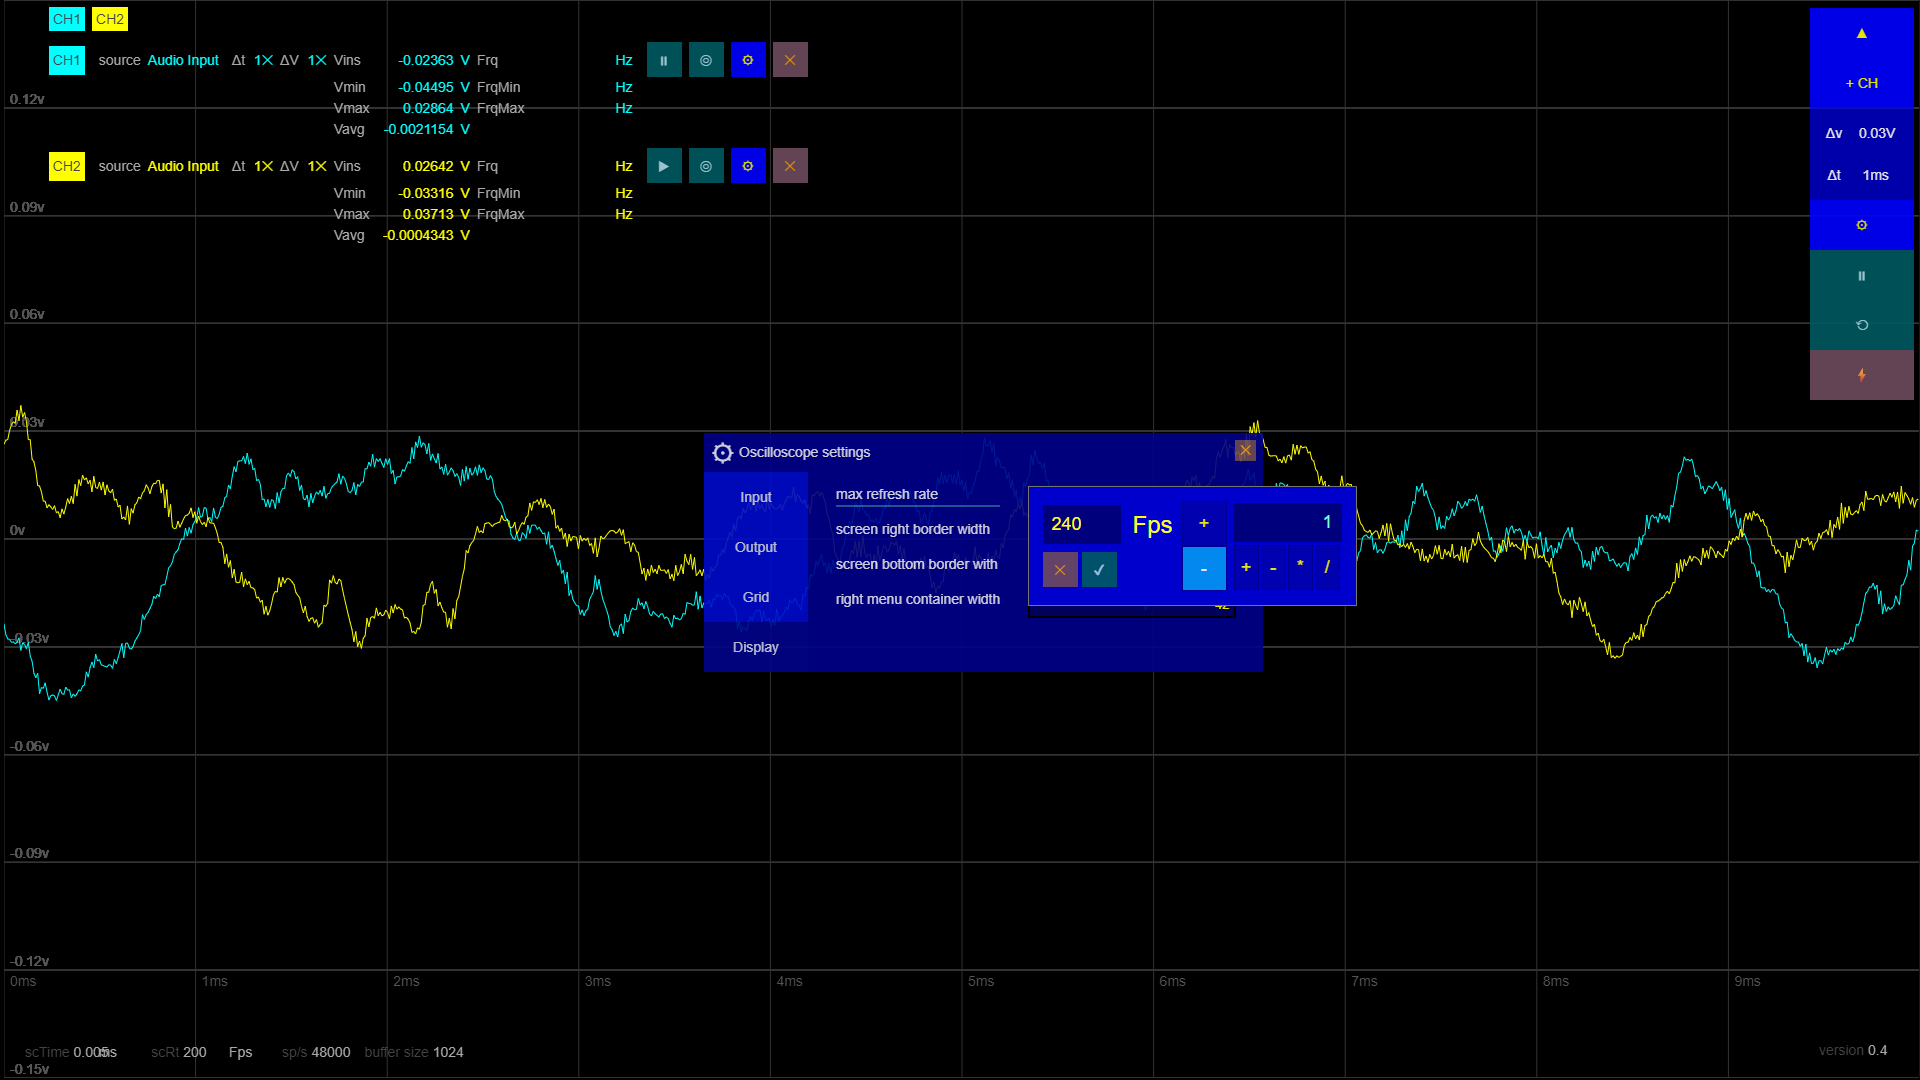 CH1 CH2
CH1 source Audio Input Δt 1X ΔV 1X Vins -0.02363 V Frq Hz
Vmin -0.04495 V FrqMin Hz
Vmax 0.02864 V FrqMax Hz
Vavg -0.0021154 V
CH2 source Audio Input Δt 1X ΔV 1X Vins 0.02642 V Frq Hz
Vmin -0.03316 V FrqMin Hz
Vmax 0.03713 V FrqMax Hz
Vavg -0.0004343 V
+ CH
Δv 0.03V
Δt 1ms
0.12v
0.09v
0.06v
0.03v
0v
-0.03v
-0.06v
-0.09v
-0.12v
-0.15v
Oscilloscope settings
Input
Output
Grid
Display
max refresh rate
screen right border width
screen bottom border with
right menu container width
240 Fps + 1
- + - * /
42
0ms 1ms 2ms 3ms 4ms 5ms 6ms 7ms 8ms 9ms
scTime 0.005ms scRt 200 Fps sp/s 48000 buffer size 1024
version 0.4